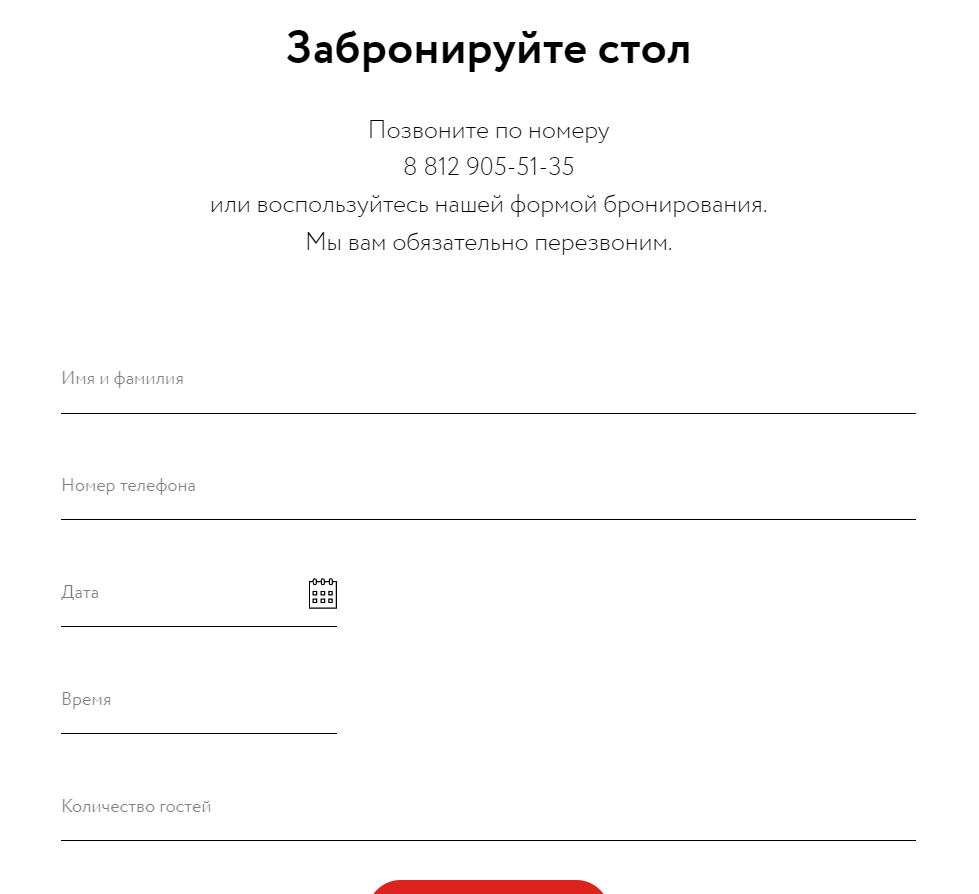 Забронируйте стол
Позвоните по номеру
8 812 905-51-35
или воспользуйтесь нашей формой бронирования.
Мы вам обязательно перезвоним.
Имя и фамилия
Номер телефона
Дата
Время
Количество гостей